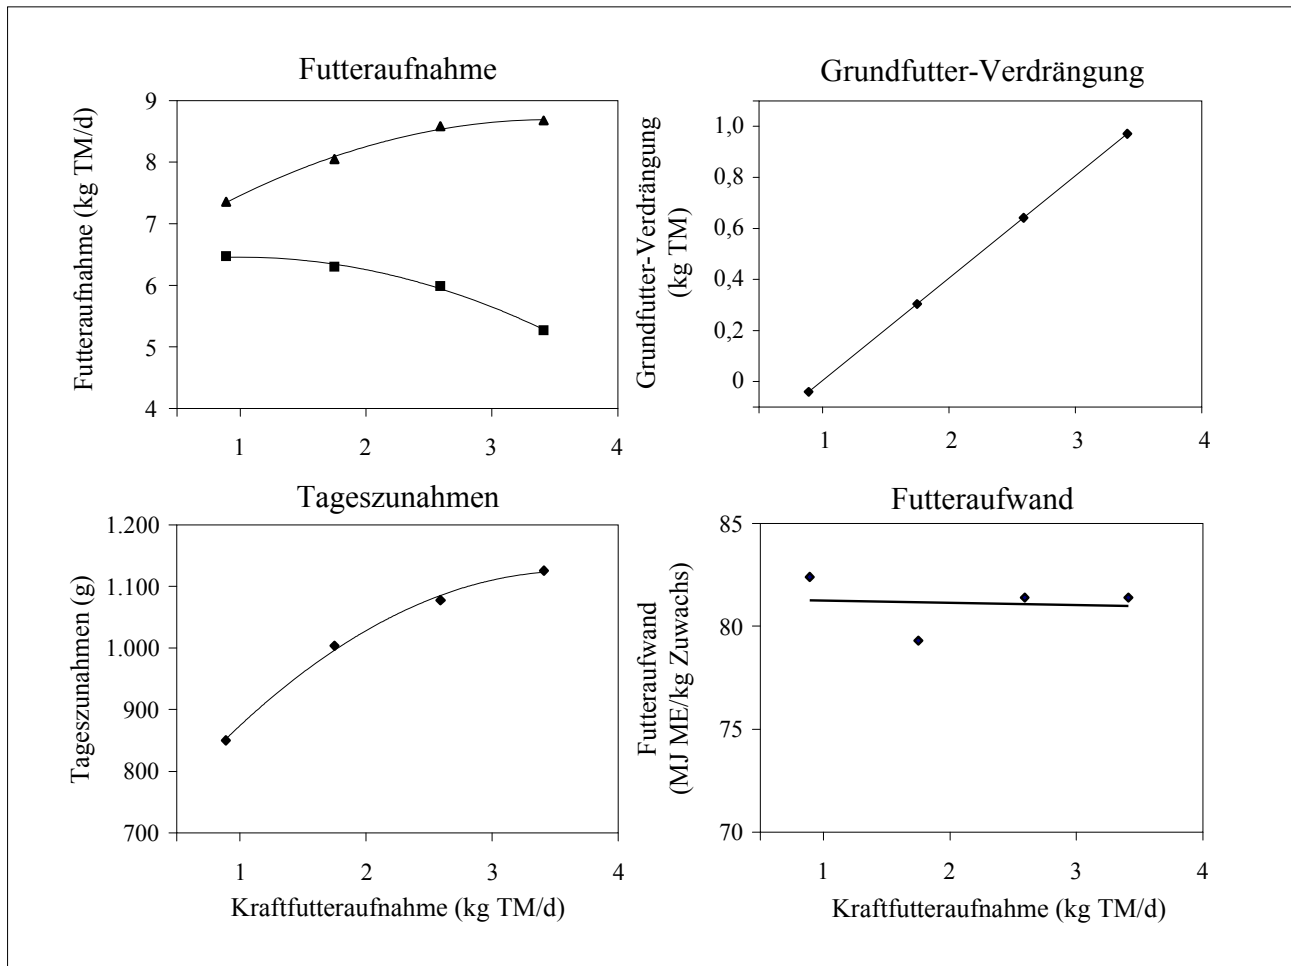 Futteraufnahme
Futteraufnahme (kg TM/d)
9
8
7
6
5
4
1 2 3 4
Grundfutter-Verdrängung
Grundfutter-Verdrängung
(kg TM)
1,0
0,8
0,6
0,4
0,2
0
1 2 3 4
Tageszunahmen
Tageszunahmen (g)
1.200
1.100
1.000
900
800
700
1 2 3 4
Kraftfutteraufnahme (kg TM/d)
Futteraufwand
Futteraufwand
(MJ ME/kg Zuwachs)
85
80
75
70
1 2 3 4
Kraftfutteraufnahme (kg TM/d)